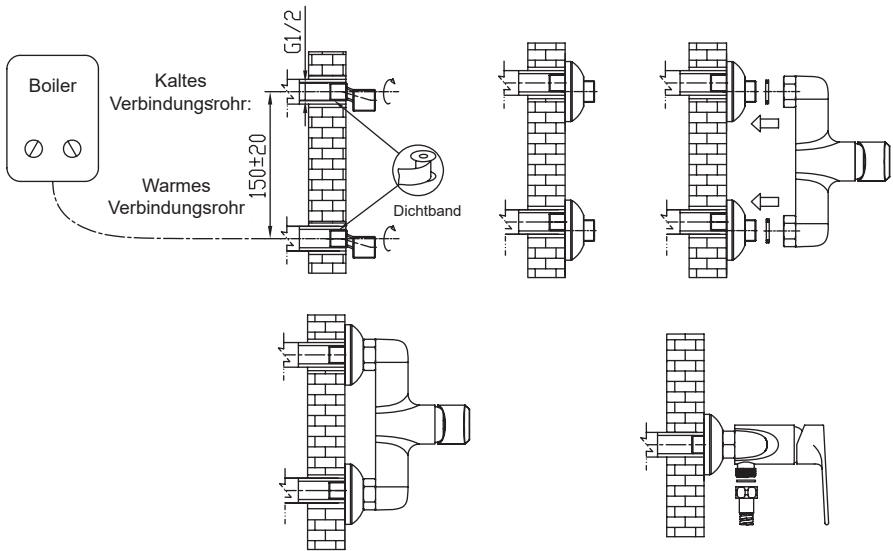 Boiler
Kaltes
Verbindungsrohr:
G1/2
150±20
Warmes
Verbindungsrohr
Dichtband